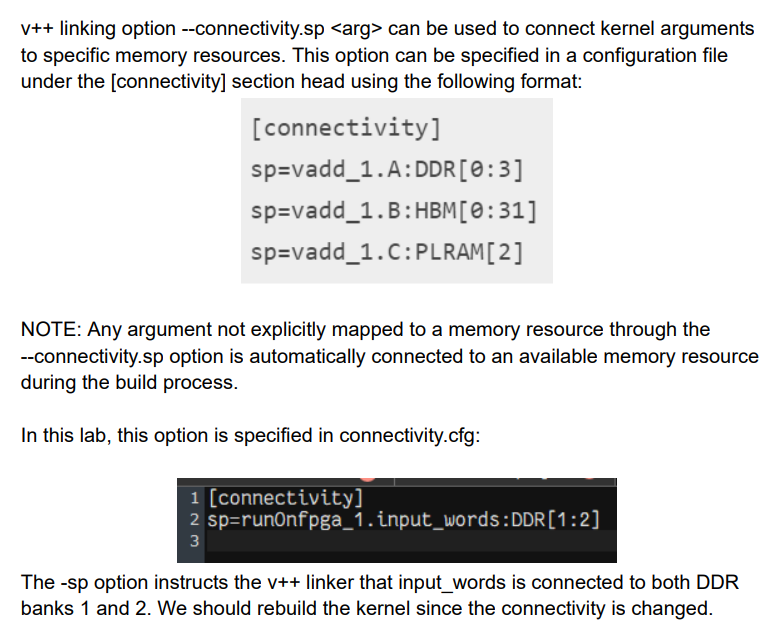 v++ linking option --connectivity.sp <arg> can be used to connect kernel arguments
to specific memory resources. This option can be specified in a configuration file
under the [connectivity] section head using the following format:
[connectivity]
sp=vadd_1.A:DDR[0:3]
sp=vadd_1.B:HBM[0:31]
sp=vadd_1.C:PLRAM[2]
NOTE: Any argument not explicitly mapped to a memory resource through the
--connectivity.sp option is automatically connected to an available memory resource
during the build process.
In this lab, this option is specified in connectivity.cfg:
1 [connectivity]
2 sp=runOnfpga_1.input_words:DDR[1:2]
3
The -sp option instructs the v++ linker that input_words is connected to both DDR
banks 1 and 2. We should rebuild the kernel since the connectivity is changed.